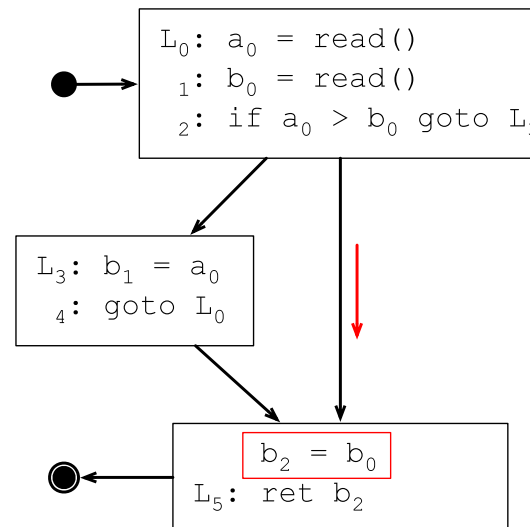 L₀: a₀ = read()
₁: b₀ = read()
₂: if a₀ > b₀ goto L
L₃: b₁ = a₀
₄: goto L₀
b₂ = b₀
L₅: ret b₂